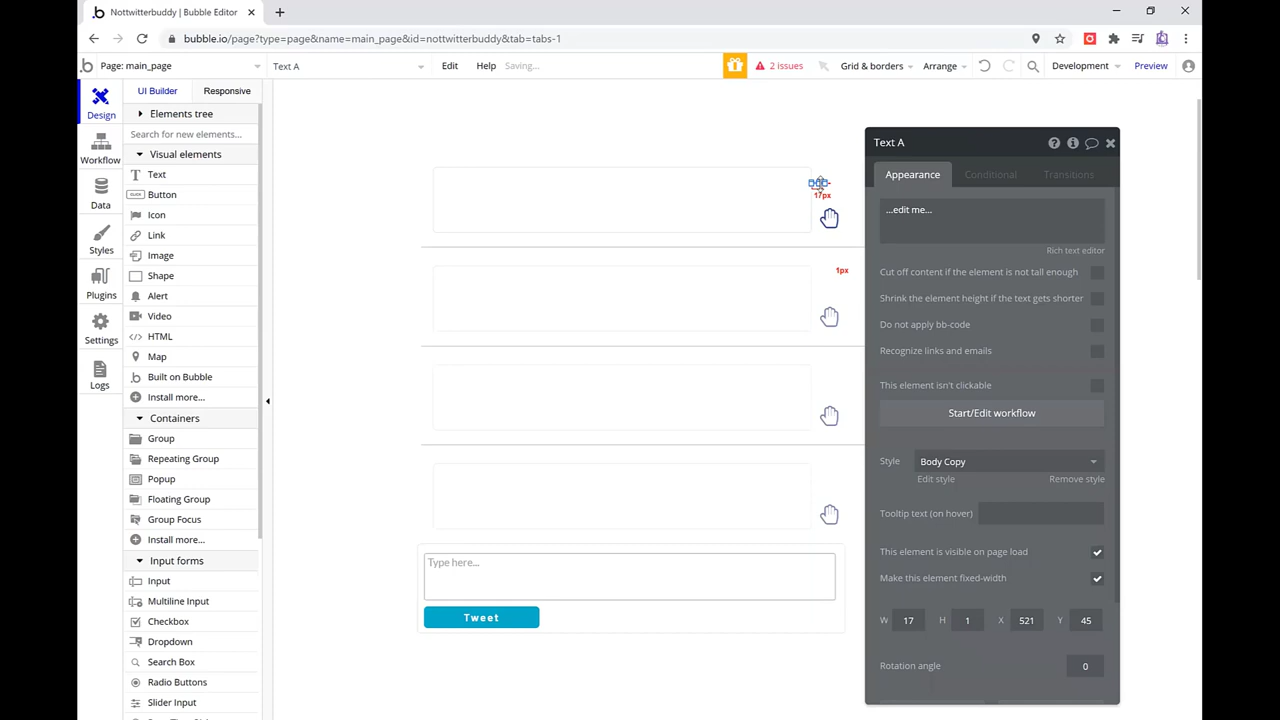 Nottwitterbuddy | Bubble Editor
bubble.io/page?type=page&name=main_page&id=nottwitterbuddy&tab=tabs-1
Page: main_page
Text A
Edit
Help
Saving...
2 issues
Grid & borders
Arrange
Development
Preview
Design
Workflow
Data
Styles
Plugins
Settings
Logs
UI Builder
Responsive
Elements tree
Search for new elements...
Visual elements
Text
CLICK
Button
Icon
Link
Image
Shape
Alert
Video
HTML
Map
Built on Bubble
Install more...
Containers
Group
Repeating Group
Popup
Floating Group
Group Focus
Install more...
Input forms
Input
Multiline Input
Checkbox
Dropdown
Search Box
Radio Buttons
Slider Input
17px
1px
Type here...
Tweet
Text A
Appearance
Conditional
Transitions
...edit me...
Rich text editor
Cut off content if the element is not tall enough
Shrink the element height if the text gets shorter
Do not apply bb-code
Recognize links and emails
This element isn't clickable
Start/Edit workflow
Style
Body Copy
Edit style
Remove style
Tooltip text (on hover)
This element is visible on page load
Make this element fixed-width
W 17 H 1 X 521 Y 45
Rotation angle 0